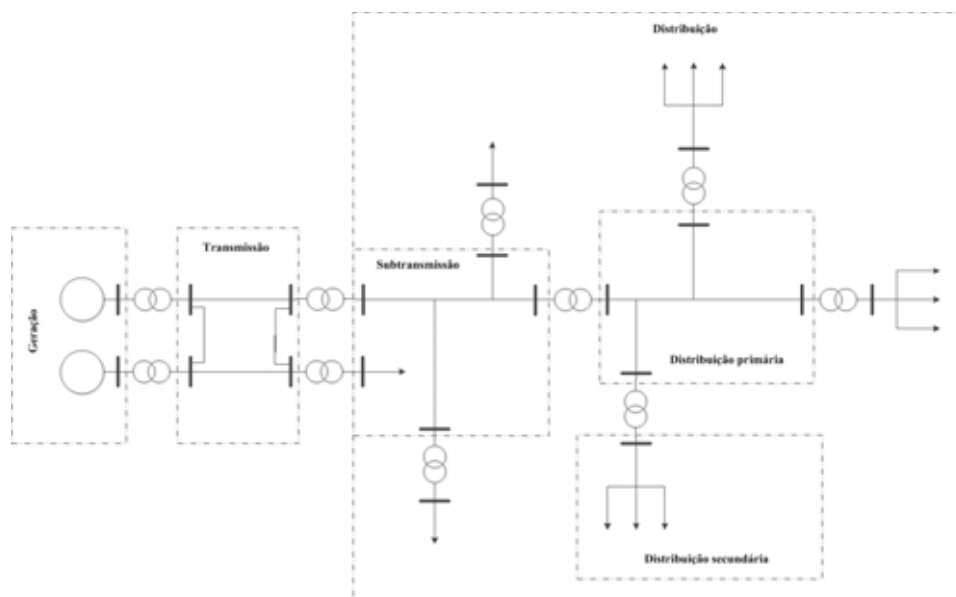 Distribuição
Transmissão
Subtransmissão
Geração
Distribuição primária
Distribuição secundária